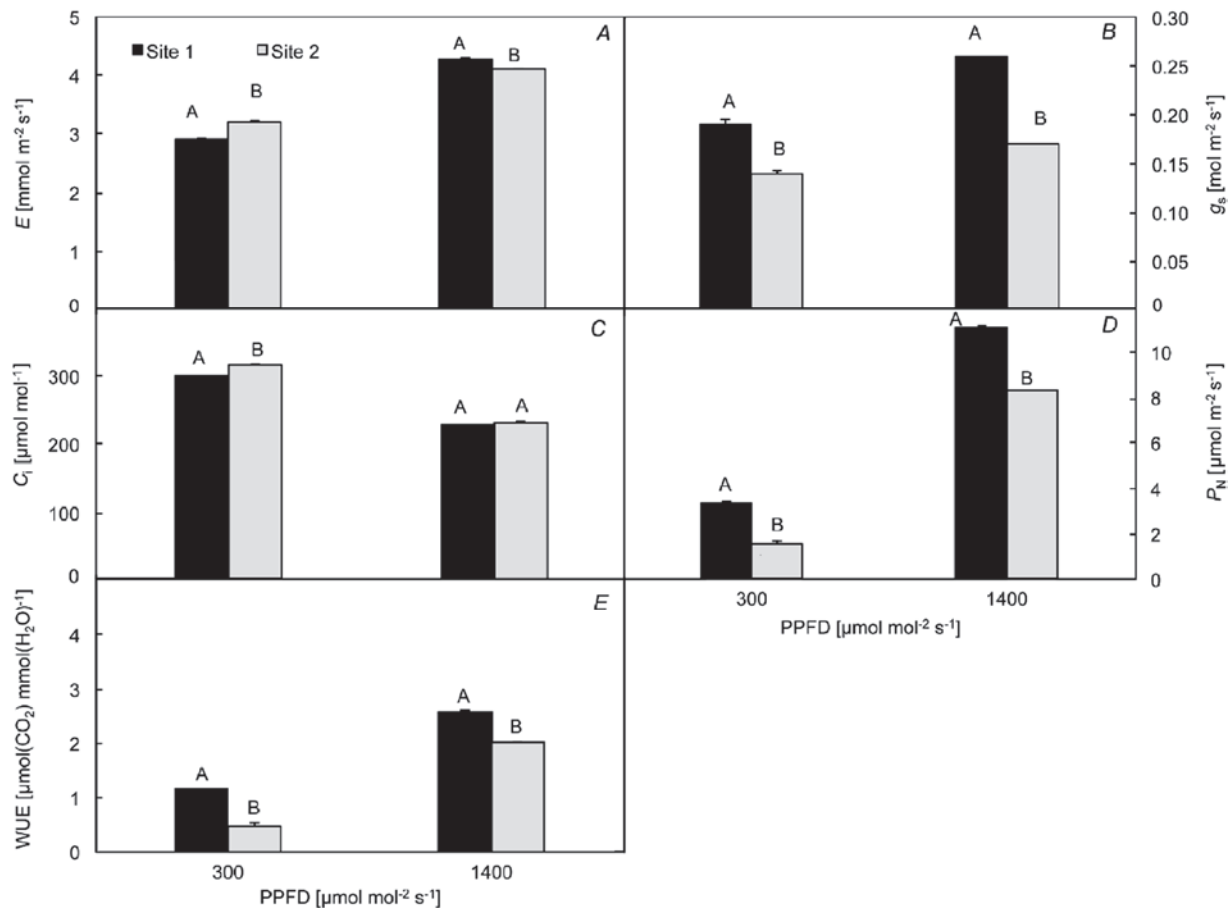 5
4
3
2
1
0
E [mmol m-2 s-1]
Site 1
Site 2
A
B
A
B
A
A
B
A
B
B
0.30
0.25
0.20
0.15
0.10
0.05
0
gs [mol m-2 s-1]
300
200
100
0
Ci [µmol mol-1]
A
B
A
A
C
A
B
A
B
D
10
8
6
4
2
0
PN [µmol m-2 s-1]
300
1400
PPFD [µmol mol-2 s-1]
4
3
2
1
0
WUE [µmol(CO2) mmol(H2O)-1]
A
B
A
B
E
300
1400
PPFD [µmol mol-2 s-1]